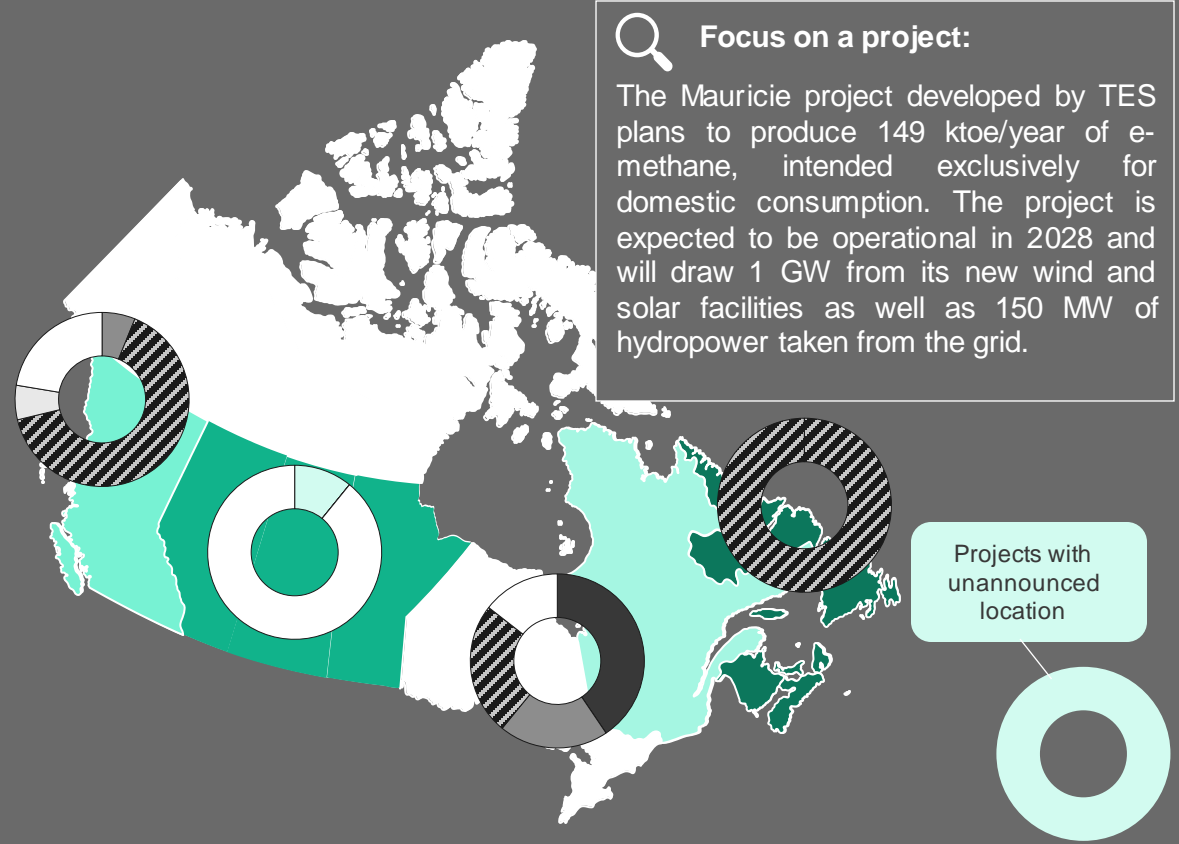 Focus on a project:
The Mauricie project developed by TES
plans to produce 149 ktoe/year of e-
methane, intended exclusively for
domestic consumption. The project is
expected to be operational in 2028 and
will draw 1 GW from its new wind and
solar facilities as well as 150 MW of
hydropower taken from the grid.
Projects with
unannounced
location